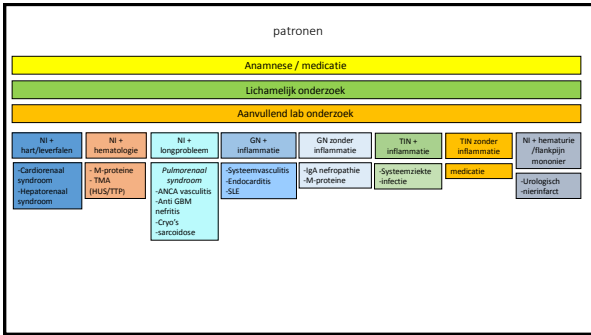 patronen
Anamnese / medicatie
Lichamelijk onderzoek
Aanvullend lab onderzoek
NI +
hart/leverfalen
-Cardiorenaal
syndroom
-Hepatorenaal
syndroom
NI +
hematologie
- M-proteine
- TMA
(HUS/TTP)
NI +
longprobleem
Pulmorenaal
syndroom
-ANCA vasculitis
-Anti GBM
nefritis
-Cryo's
-sarcoidose
GN +
inflammatie
-Systeemvasculitis
-Endocarditis
-SLE
GN zonder
inflammatie
-IgA nefropathie
-M-proteine
TIN +
inflammatie
-Systeemziekte
-infectie
TIN zonder
inflammatie
medicatie
NI + hematurie
/flankpijn
mononier
-Urologisch
-nierinfarct